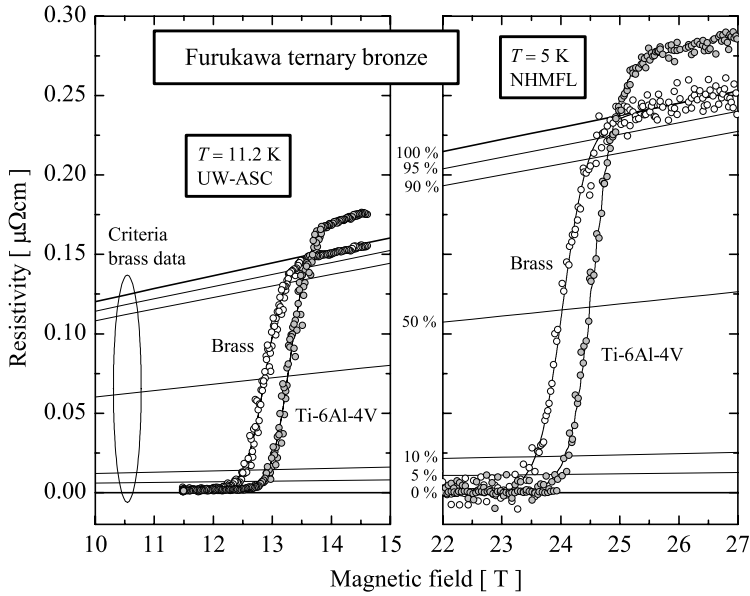 Furukawa ternary bronze
T = 11.2 K
UW-ASC
T = 5 K
NHMFL
Criteria
brass data
Brass
Ti-6Al-4V
Brass
Ti-6Al-4V
100 %
95 %
90 %
50 %
10 %
5 %
0 %
0.30
0.25
0.20
0.15
0.10
0.05
0.00
Resistivity [ μΩcm ]
10 11 12 13 14 15
22 23 24 25 26 27
Magnetic field [ T ]